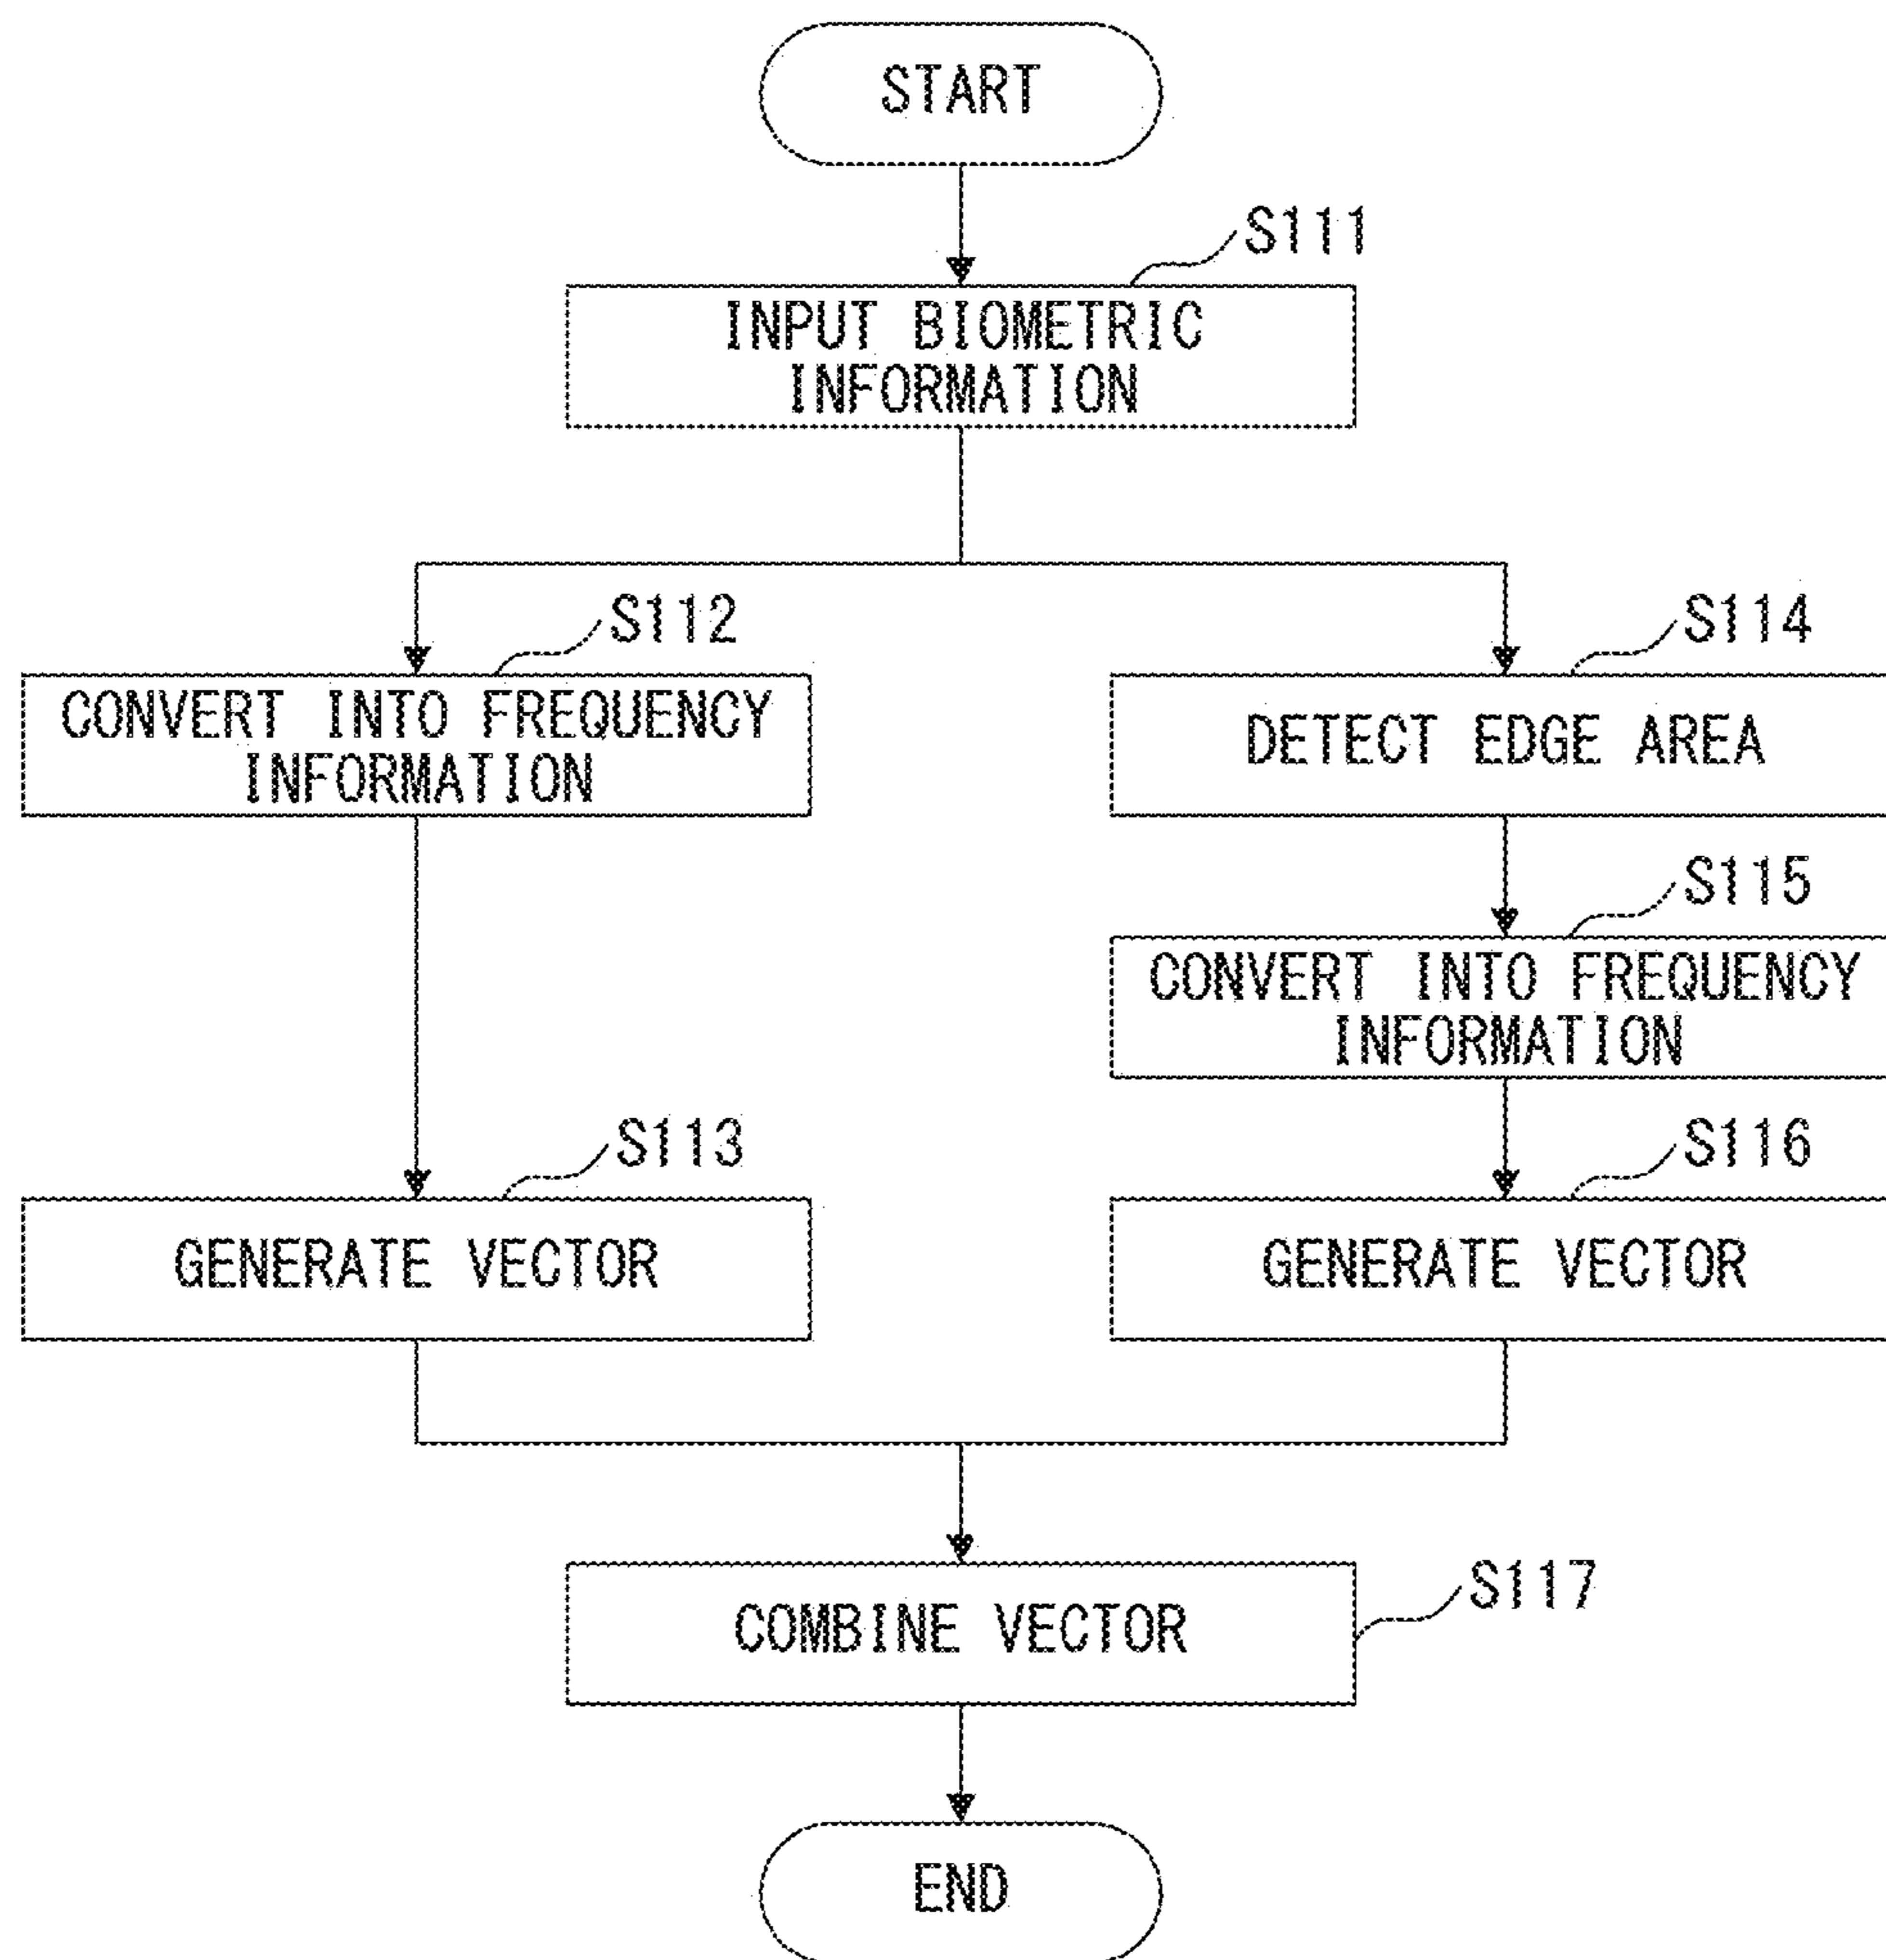 START
S111
INPUT BIOMETRIC
INFORMATION
S112
CONVERT INTO FREQUENCY
INFORMATION
S114
DETECT EDGE AREA
S115
CONVERT INTO FREQUENCY
INFORMATION
S113
GENERATE VECTOR
S116
GENERATE VECTOR
COMBINE VECTOR
S117
END